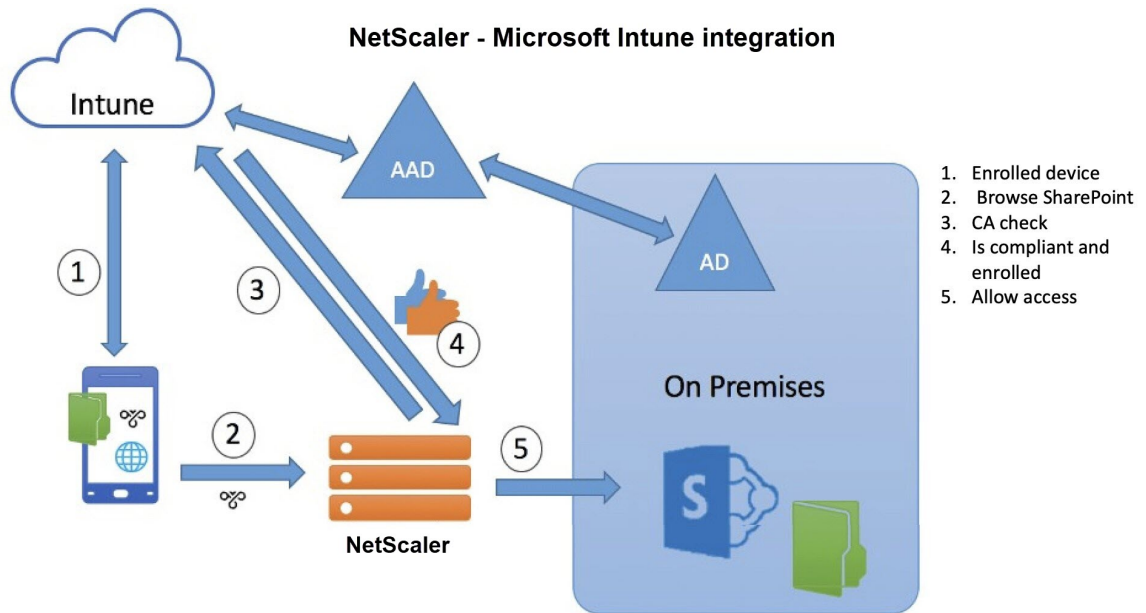 NetScaler - Microsoft Intune integration
Intune
AAD
AD
1. Enrolled device
2. Browse SharePoint
3. CA check
4. Is compliant and
enrolled
5. Allow access
1
3
4
On Premises
2
5
S
NetScaler